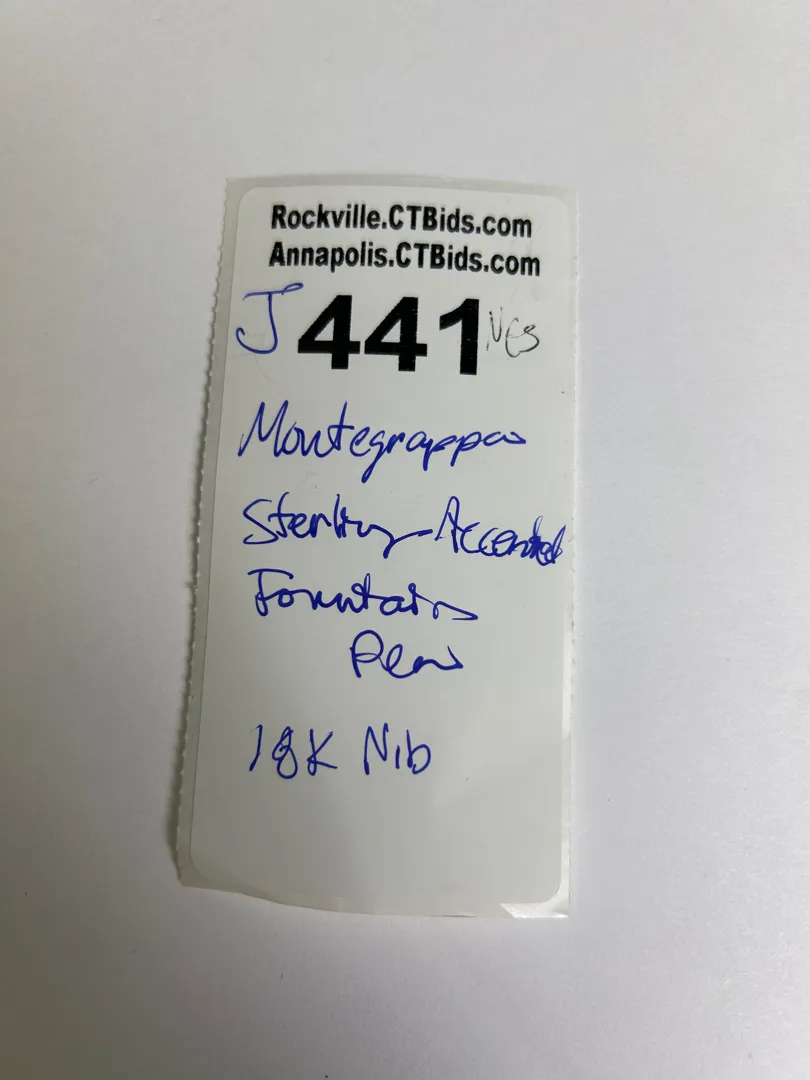 Rockville.CTBids.com
Annapolis.CTBids.com
J 441
Montegrappa
Sterling-Accented
Fountain
Pen
18K Nib